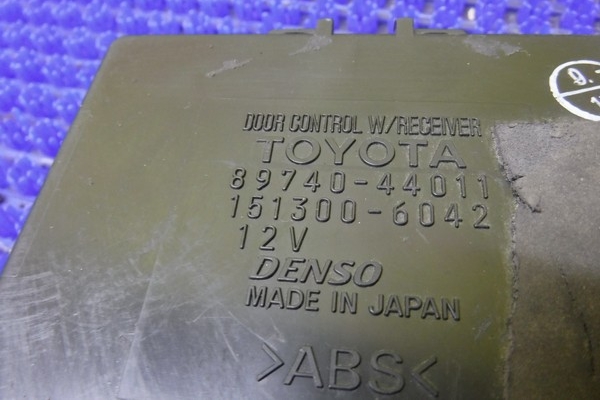 DOOR CONTROL W/RECEIVER
TOYOTA
89740-44011
151300-6042
12V
DENSO
MADE IN JAPAN
>ABS<